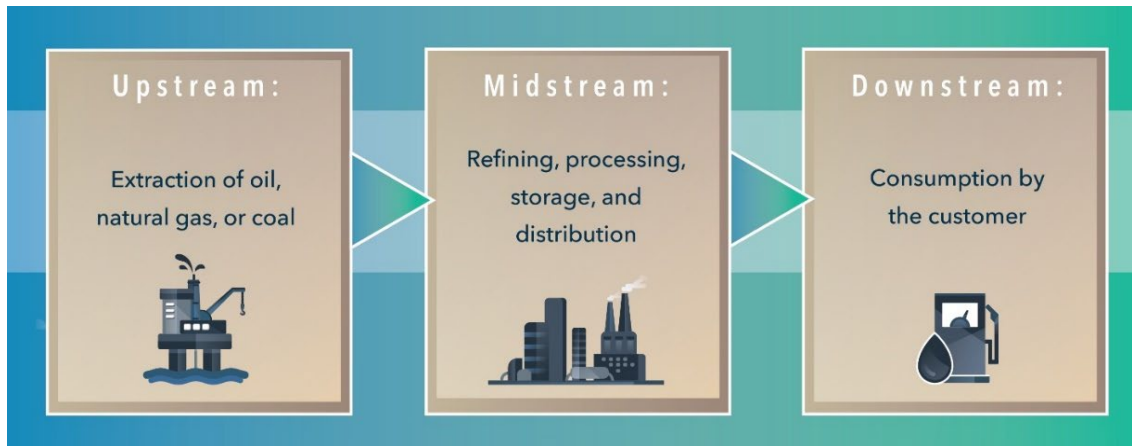 Upstream:
Extraction of oil,
natural gas, or coal
Midstream:
Refining, processing,
storage, and
distribution
Downstream:
Consumption by
the customer